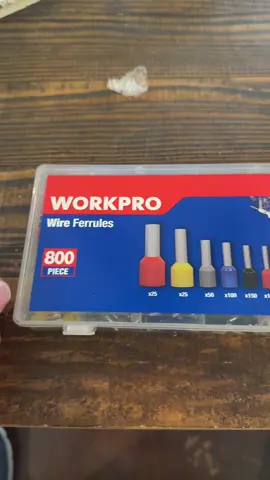 WORKPRO
Wire Ferrules
800
PIECE
x25
x25
x50
x100
x150